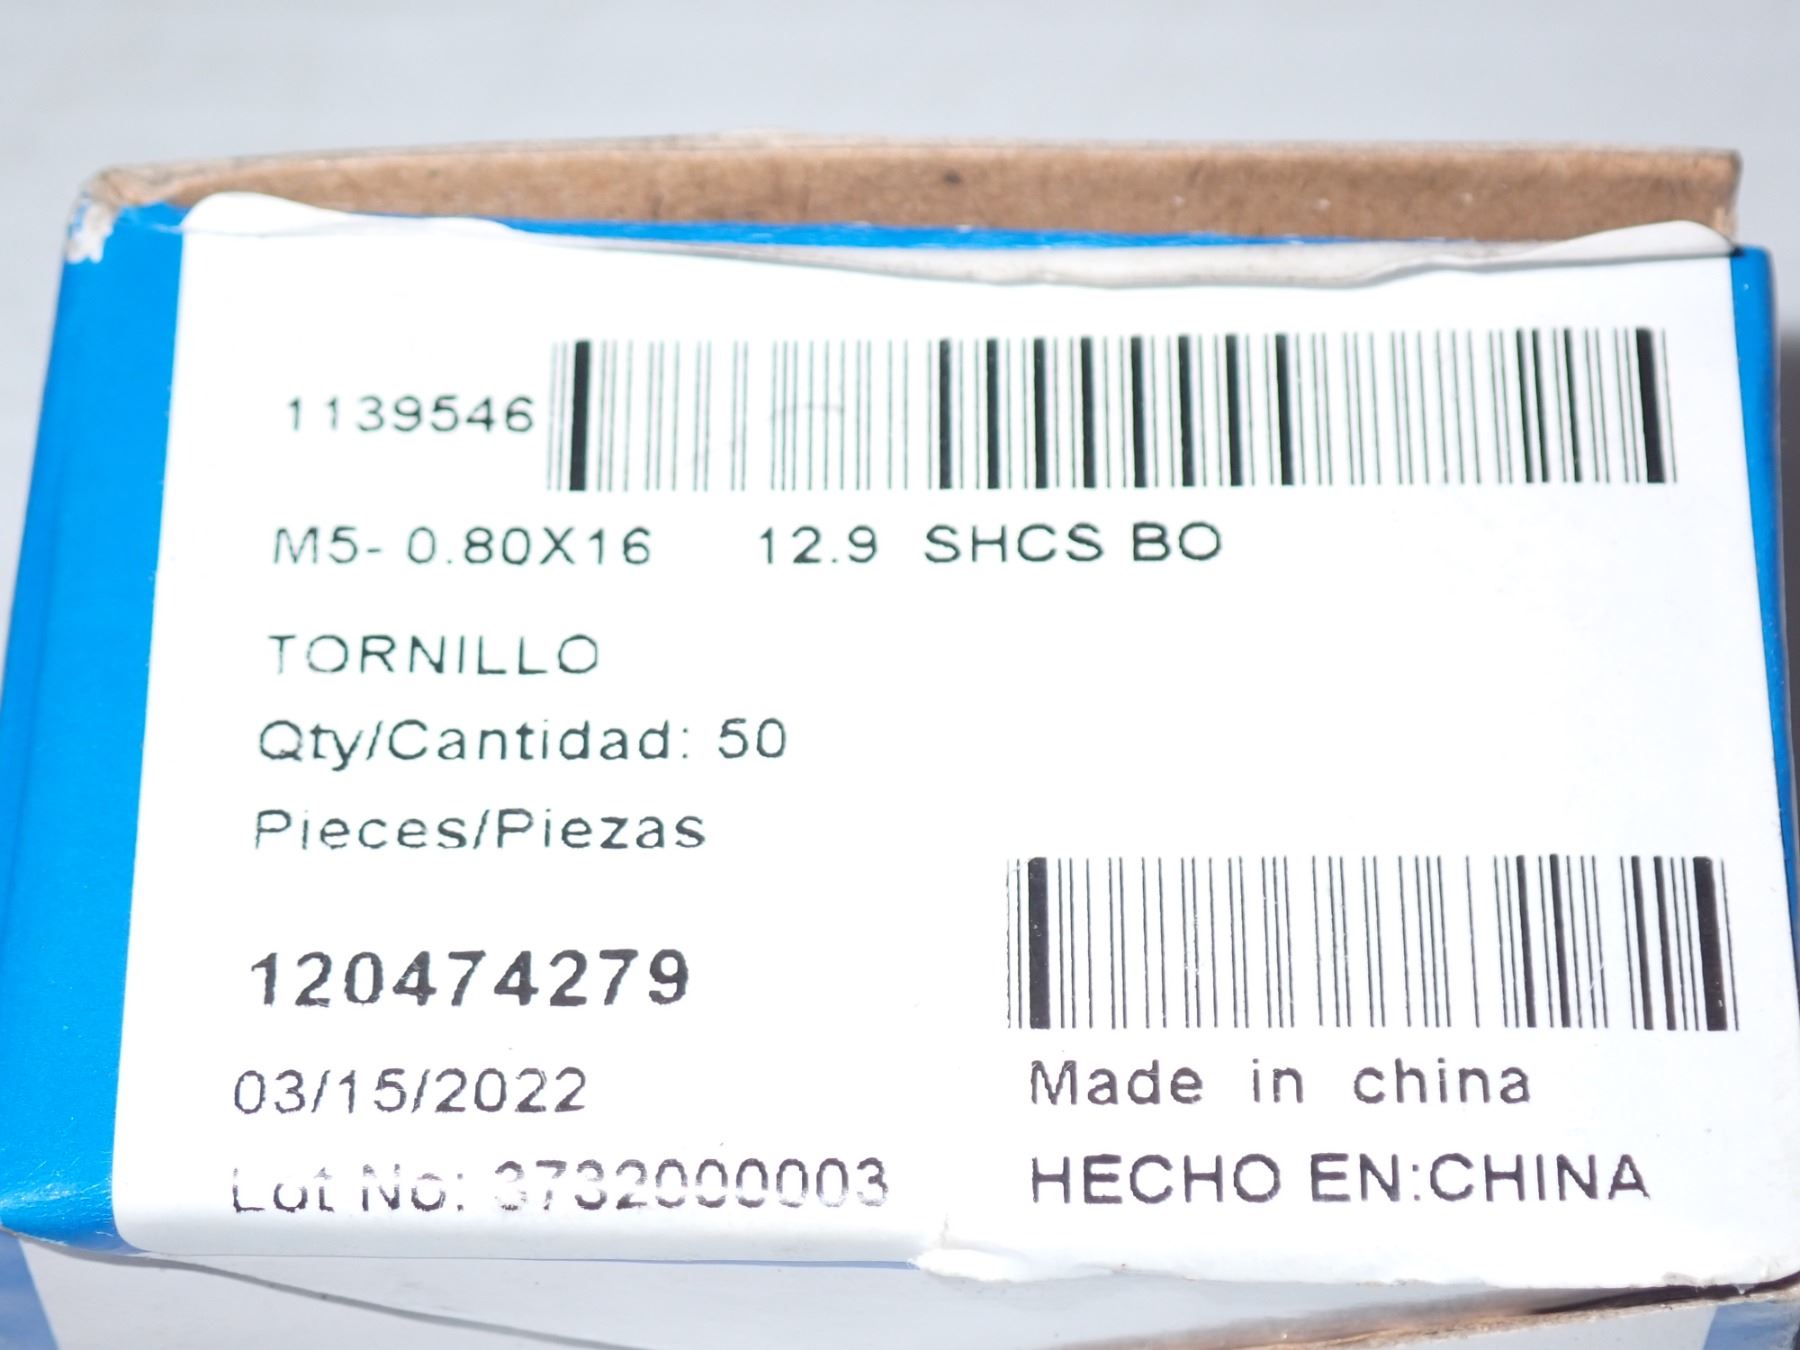 1139546
M5- 0.80X16 12.9 SHCS BO
TORNILLO
Qty/Cantidad: 50
Pieces/Piezas
120474279
03/15/2022
Made in china
Lot No: 3732000003
HECHO EN:CHINA